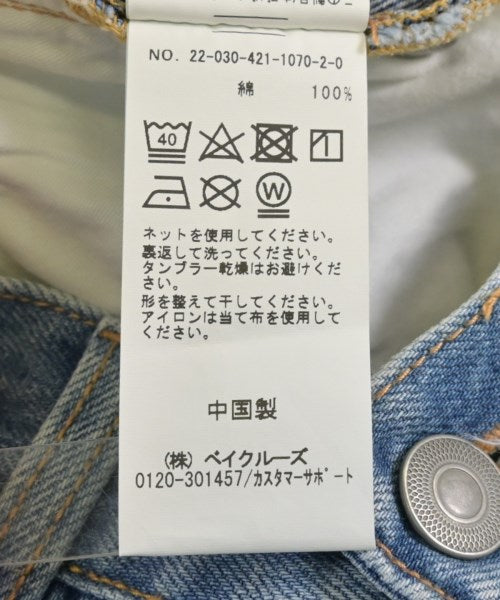 NO. 22-030-421-1070-2-0
綿 100%
40
W
ネットを使用してください。
裏返して洗ってください。
タンブラー乾燥はお避けくだ
さい。
形を整えて干してください。
アイロンは当て布を使用して
ください。
中国製
(株) ベイクルーズ
0120-301457/カスタマーサポート